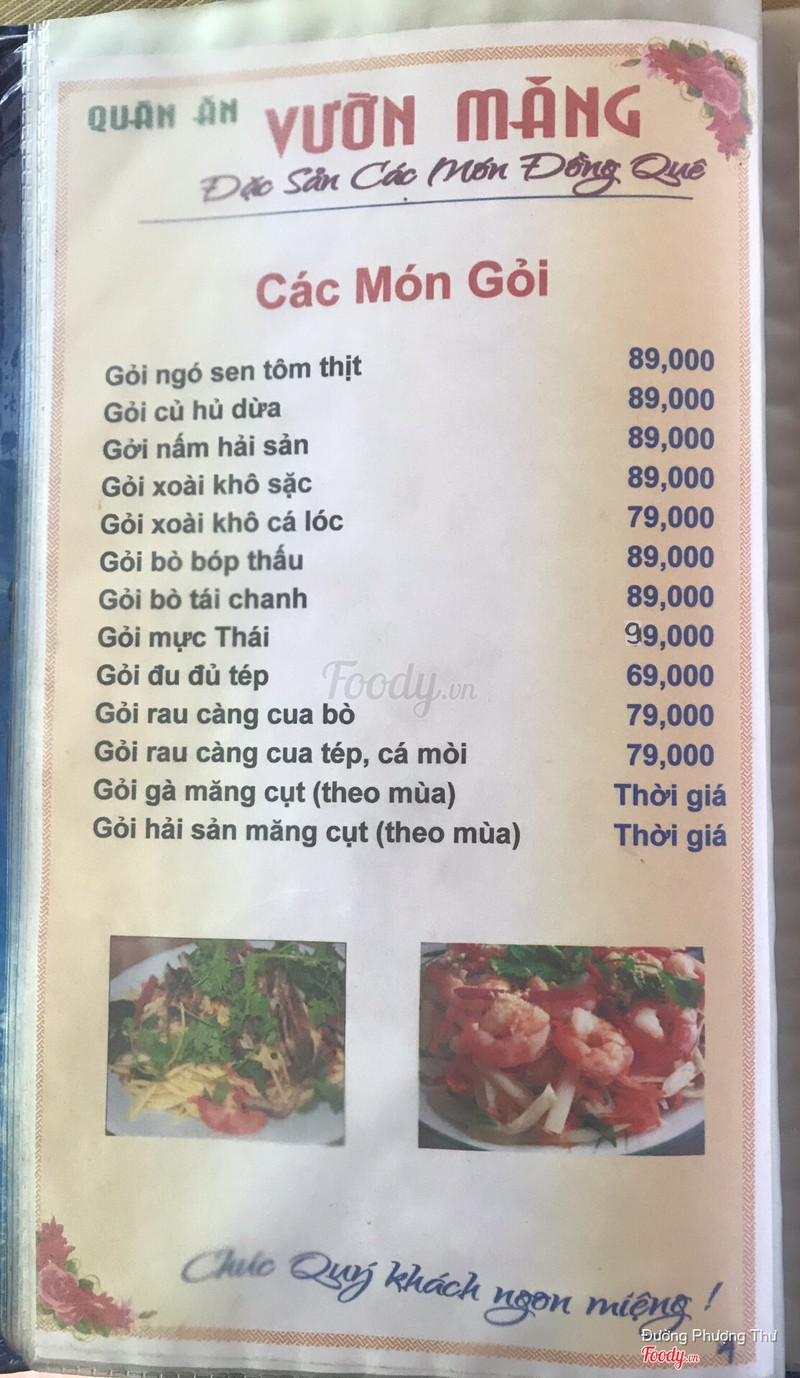 QUÁN ĂN VƯỜN MĂNG
Đặc Sản Các Món Đồng Quê
Các Món Gỏi
Gỏi ngó sen tôm thịt 89,000
Gỏi củ hủ dừa 89,000
Gởi nấm hải sản 89,000
Gỏi xoài khô sặc 89,000
Gỏi xoài khô cá lóc 79,000
Gỏi bò bóp thấu 89,000
Gỏi bò tái chanh 89,000
Gỏi mực Thái 99,000
Gỏi đu đủ tép 69,000
Foody.vn
Gỏi rau càng cua bò 79,000
Gỏi rau càng cua tép, cá mòi 79,000
Gỏi gà măng cụt (theo mùa) Thời giá
Gỏi hải sản măng cụt (theo mùa) Thời giá
Chúc Quý khách ngon miệng !
Đường Phượng Thư
Foody.vn
4